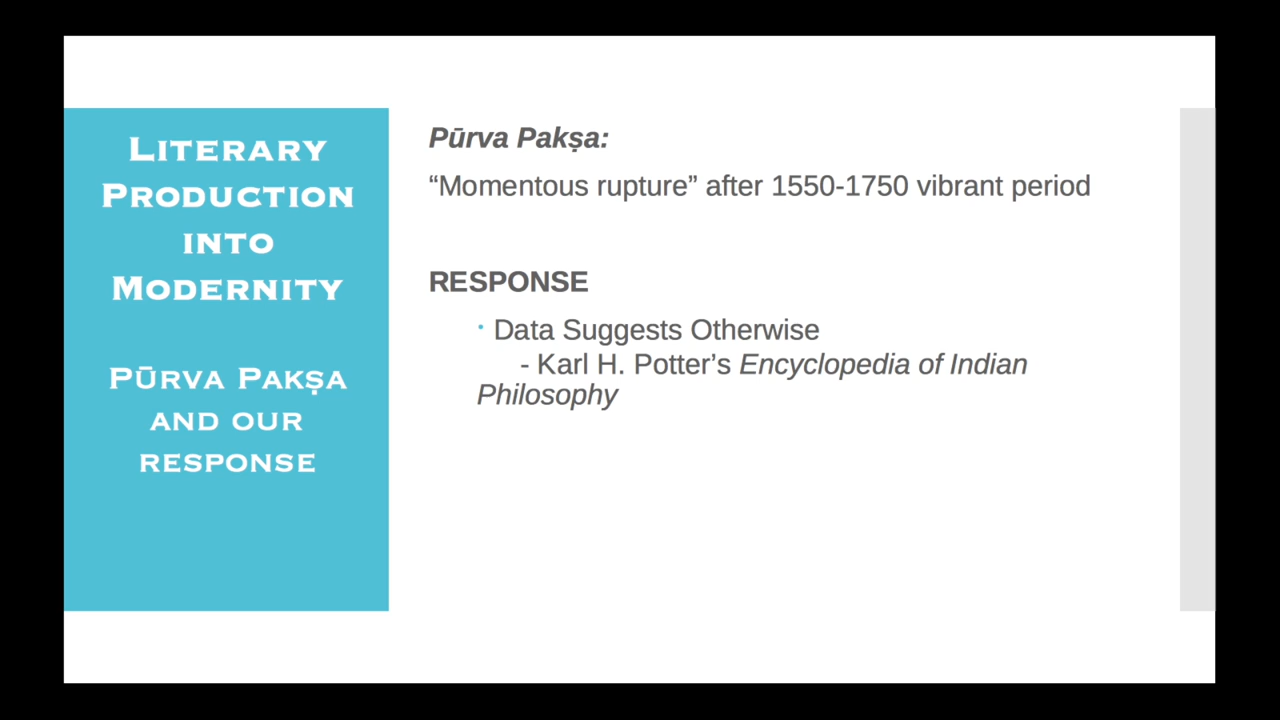 LITERARY
PRODUCTION
INTO
MODERNITY
PŪRVA PAKṢA
AND OUR
RESPONSE
Pūrva Pakṣa:
“Momentous rupture” after 1550-1750 vibrant period
RESPONSE
• Data Suggests Otherwise
- Karl H. Potter’s Encyclopedia of Indian
Philosophy